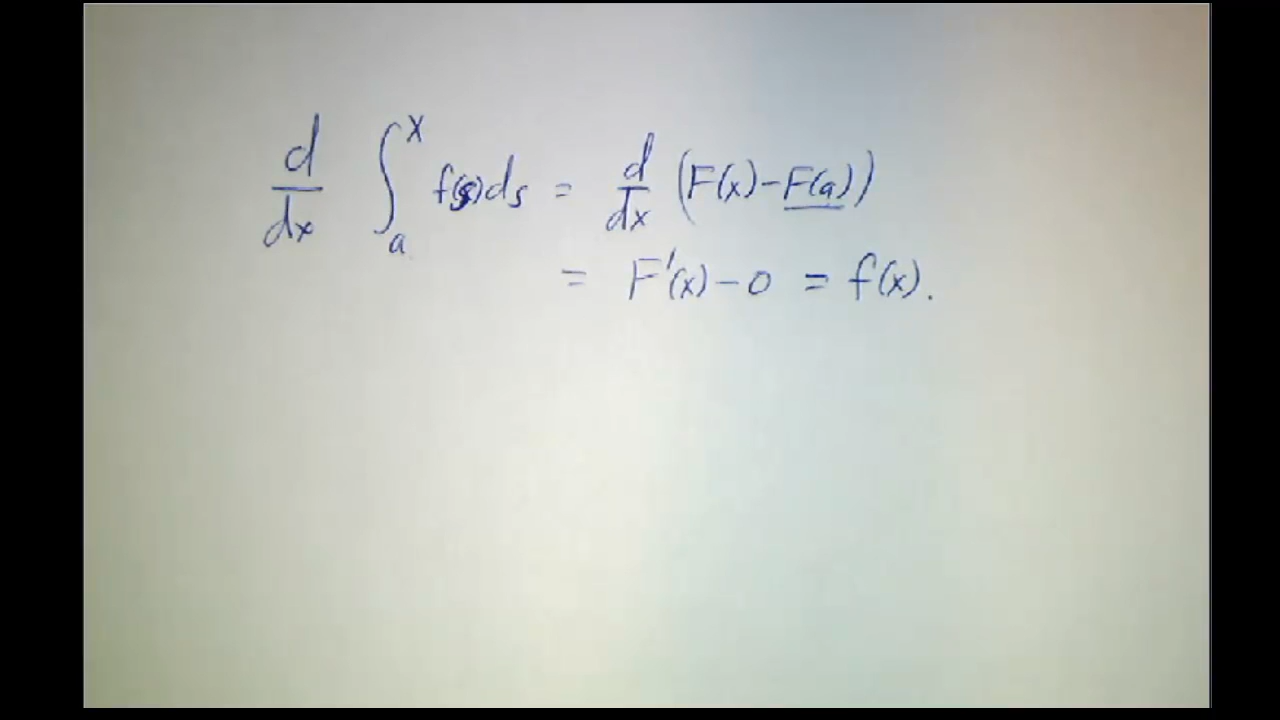 d/dx ∫_a^x f(s)ds = d/dx (F(x)-F(a))
= F'(x)-0 = f(x).